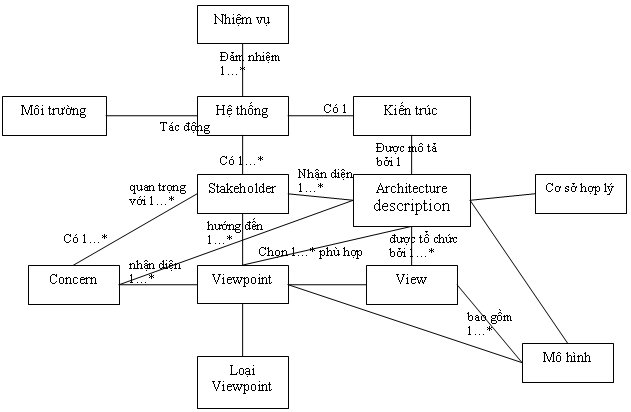 Nhiệm vụ
Đảm nhiệm
1…*
Môi trường
Hệ thống
Có 1
Kiến trúc
Tác động
Được mô tả
bởi 1
Có 1…*
Nhận diện
1…*
quan trọng
với 1…*
Stakeholder
Architecture
description
Cơ sở hợp lý
hướng đến
1…*
Có 1…*
Chọn 1…* phù hợp
được tổ chức
bởi 1…*
nhận diện
1…*
Concern
Viewpoint
View
bao gồm
1…*
Mô hình
Loại
Viewpoint